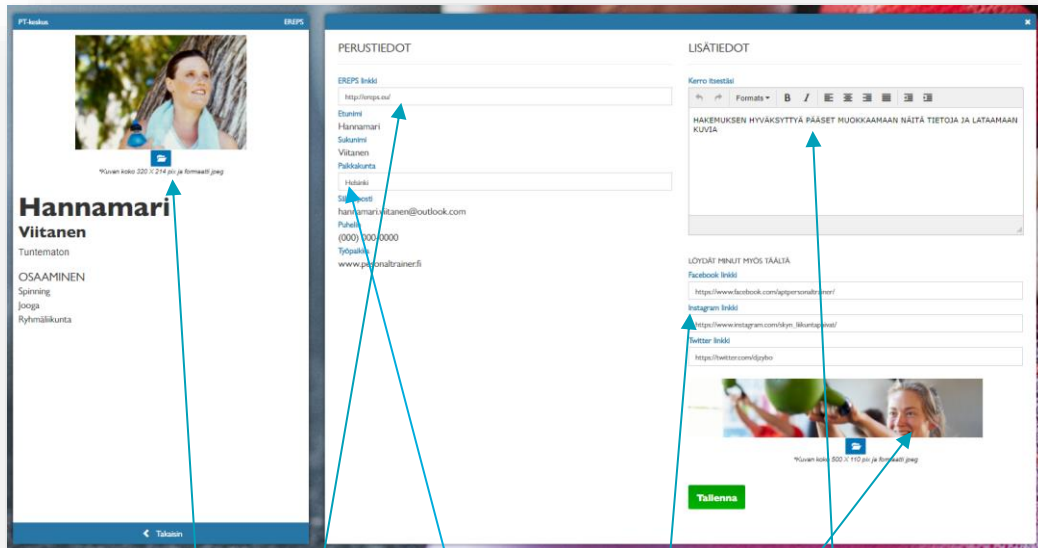 PT-keskus
EREPS
*Kuvan koko 320 X 214 pix ja formaatti jpeg
Hannamari
Viitanen
Tuntematon
OSAAMINEN
Spinning
Jooga
Ryhmäliikunta
Takaisin
PERUSTIEDOT
EREPS linkki
http://ereps.eu/
Etunimi
Hannamari
Sukunimi
Viitanen
Paikkakunta
Helsinki
Sähköposti
hannamari.viitanen@outlook.com
Puhelin
(000) 000-0000
Työpaikka
www.personaltrainer.fi
LISÄTIEDOT
Kerro itsestäsi
Formats B I
HAKEMUKSEN HYVÄKSYTTYÄ PÄÄSET MUOKKAAMAAN NÄITÄ TIETOJA JA LATAAMAAN
KUVIA
LÖYDÄT MINUT MYÖS TÄÄLTÄ
Facebook linkki
https://www.facebook.com/aptpersonaltrainer/
Instagram linkki
https://www.instagram.com/skyn_liikuntapaivat/
Twitter linkki
https://twitter.com/djzybo
*Kuvan koko 500 X 110 pix ja formaatti jpeg
Tallenna